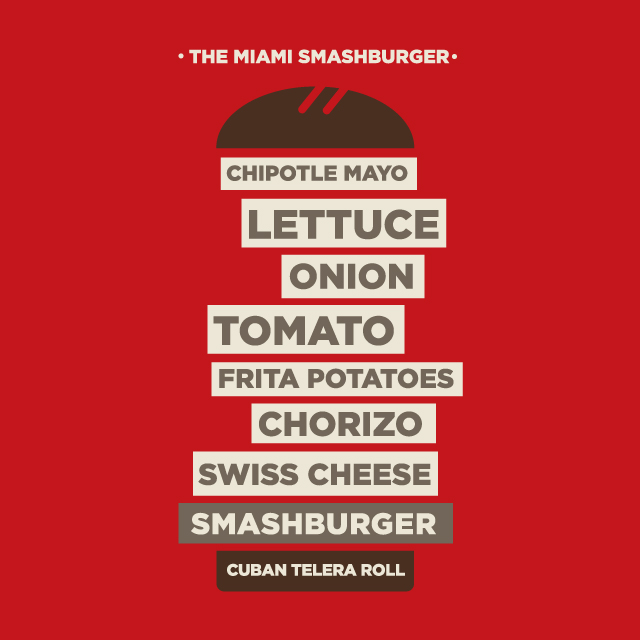 • THE MIAMI SMASHBURGER •
CHIPOTLE MAYO
LETTUCE
ONION
TOMATO
FRITA POTATOES
CHORIZO
SWISS CHEESE
SMASHBURGER
CUBAN TELERA ROLL